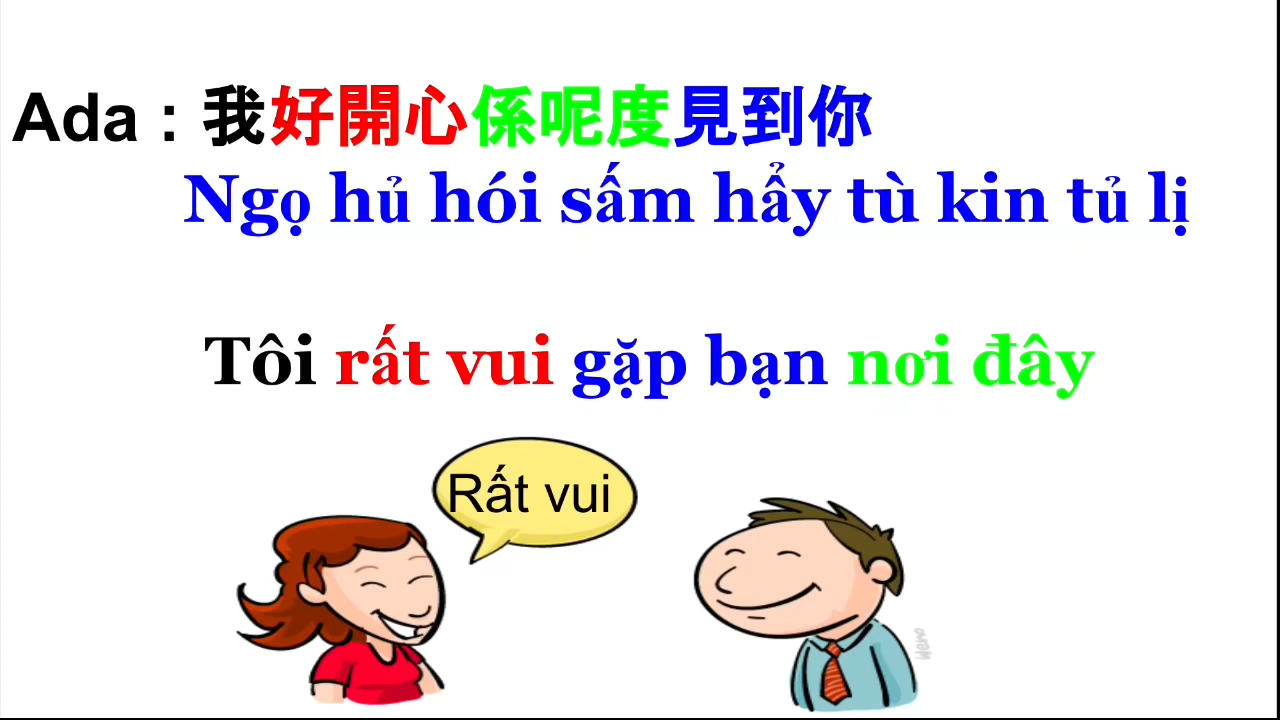 Ada : 我好開心係呢度見到你
Ngọ hủ hói sấm hẩy tù kin tủ lị
Tôi rất vui gặp bạn nơi đây
Rất vui